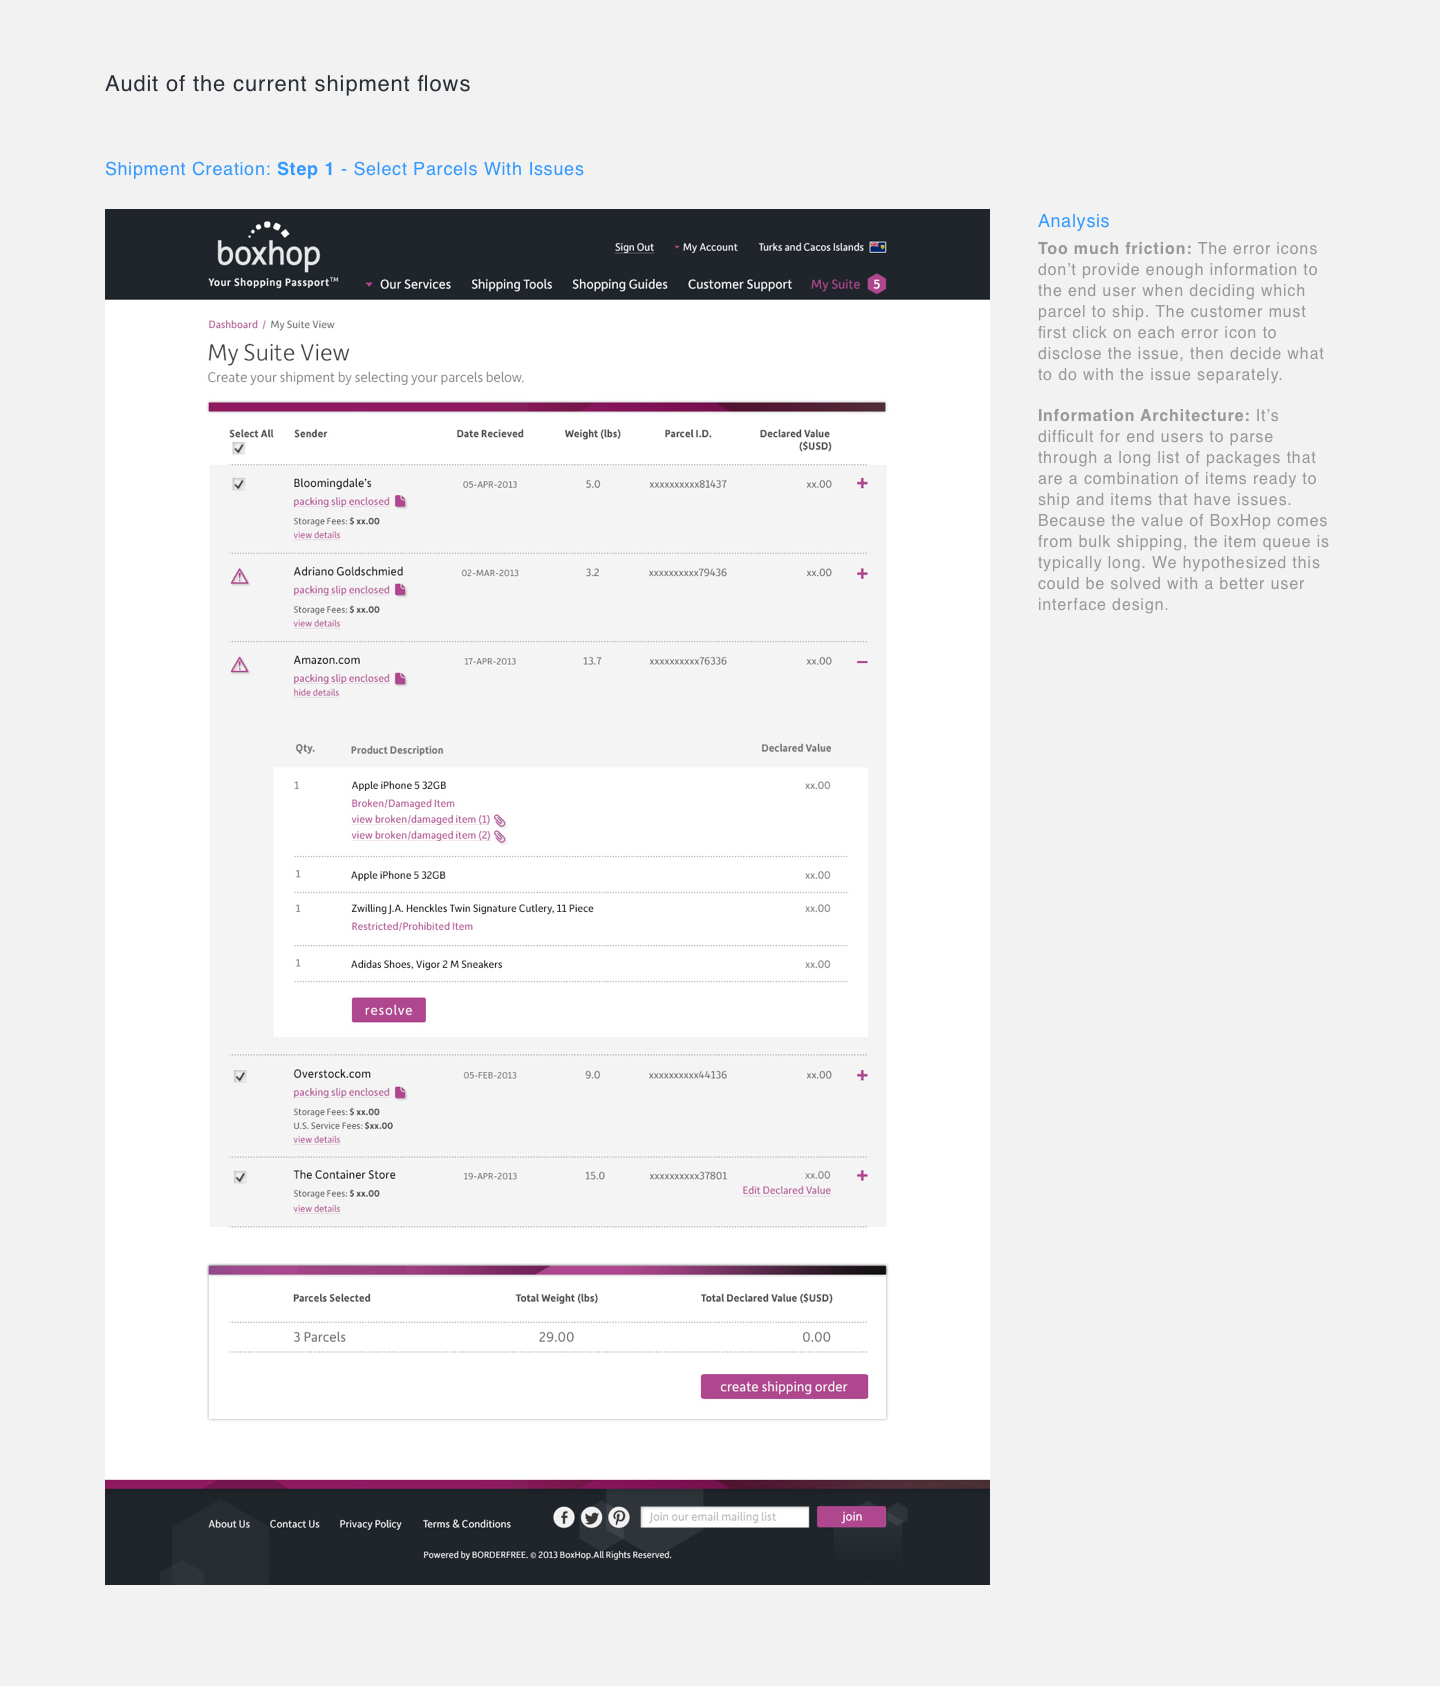 Audit of the current shipment flows
Shipment Creation: Step 1 - Select Parcels With Issues
boxhop
Your Shopping Passport™
Sign Out
My Account
Turks and Cacos Islands
Our Services
Shipping Tools
Shopping Guides
Customer Support
My Suite 5
Dashboard / My Suite View
My Suite View
Create your shipment by selecting your parcels below.
Select All Sender Date Recieved Weight (lbs) Parcel I.D. Declared Value
($USD)
Bloomingdale's 05-APR-2013 5.0 xxxxxxxxxx81437 xx.00 +
packing slip enclosed
Storage Fees: $ xx.00
view details
Adriano Goldschmied 02-MAR-2013 3.2 xxxxxxxxxx79436 xx.00 +
packing slip enclosed
Storage Fees: $ xx.00
view details
Amazon.com 17-APR-2013 13.7 xxxxxxxxxx76336 xx.00 –
packing slip enclosed
hide details
Qty. Product Description Declared Value
1 Apple iPhone 5 32GB xx.00
Broken/Damaged Item
view broken/damaged item (1)
view broken/damaged item (2)
1 Apple iPhone 5 32GB xx.00
1 Zwilling J.A. Henckles Twin Signature Cutlery, 11 Piece xx.00
Restricted/Prohibited Item
1 Adidas Shoes, Vigor 2 M Sneakers xx.00
resolve
Overstock.com 05-FEB-2013 9.0 xxxxxxxxxx44136 xx.00 +
packing slip enclosed
Storage Fees: $ xx.00
U.S. Service Fees: $xx.00
view details
The Container Store 19-APR-2013 15.0 xxxxxxxxxx37801 xx.00 +
Storage Fees: $ xx.00 Edit Declared Value
view details
Parcels Selected Total Weight (lbs) Total Declared Value ($USD)
3 Parcels 29.00 0.00
create shipping order
About Us Contact Us Privacy Policy Terms & Conditions
Join our email mailing list join
Powered by BORDERFREE. © 2013 BoxHop.All Rights Reserved.
Analysis
Too much friction: The error icons
don't provide enough information to
the end user when deciding which
parcel to ship. The customer must
first click on each error icon to
disclose the issue, then decide what
to do with the issue separately.
Information Architecture: It's
difficult for end users to parse
through a long list of packages that
are a combination of items ready to
ship and items that have issues.
Because the value of BoxHop comes
from bulk shipping, the item queue is
typically long. We hypothesized this
could be solved with a better user
interface design.